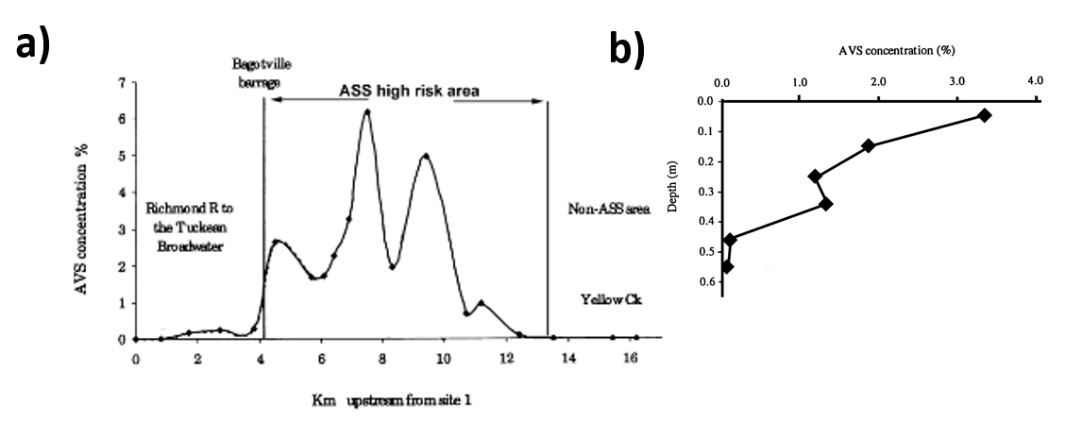 a)
Bagotville
barrage
ASS high risk area
7
6
5
4
3
2
1
0
AVS concentration %
Richmond R to
the Tuckean
Broadwater
Non-ASS area
Yellow Ck
0 2 4 6 8 10 12 14 16
Km upstream from site 1
b)
AVS concentration (%)
0.0 1.0 2.0 3.0 4.0
0.0
0.1
0.2
0.3
0.4
0.5
0.6
Depth (m)